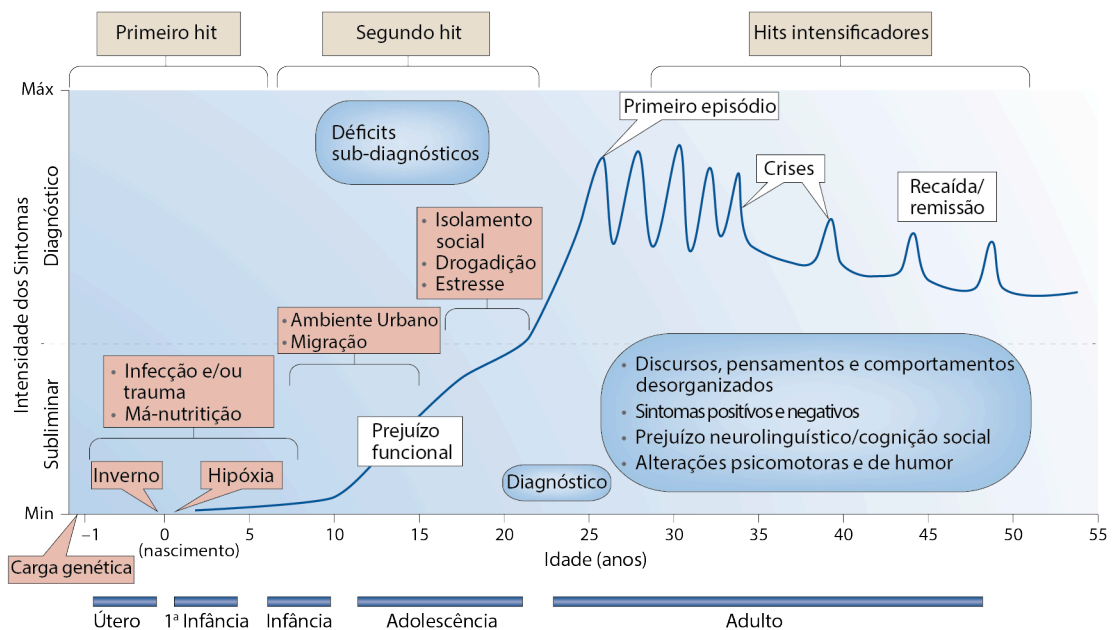 Primeiro hit
Segundo hit
Hits intensificadores
Máx
Déficits
sub-diagnósticos
Primeiro episódio
Crises
Recaída/
remissão
Intensidade dos Sintomas
Diagnóstico
Subliminar
• Isolamento
social
• Drogadição
• Estresse
• Ambiente Urbano
• Migração
• Infecção e/ou
trauma
• Má-nutritição
Prejuízo
funcional
Inverno
Hipóxia
Diagnóstico
• Discursos, pensamentos e comportamentos
desorganizados
• Sintomas positívos e negativos
• Prejuízo neurolinguístico/cognição social
• Alterações psicomotoras e de humor
Min
−1 0 5 10 15 20 25 30 35 40 45 50 55
(nascimento)
Idade (anos)
Carga genética
Útero
1ª Infância
Infância
Adolescência
Adulto